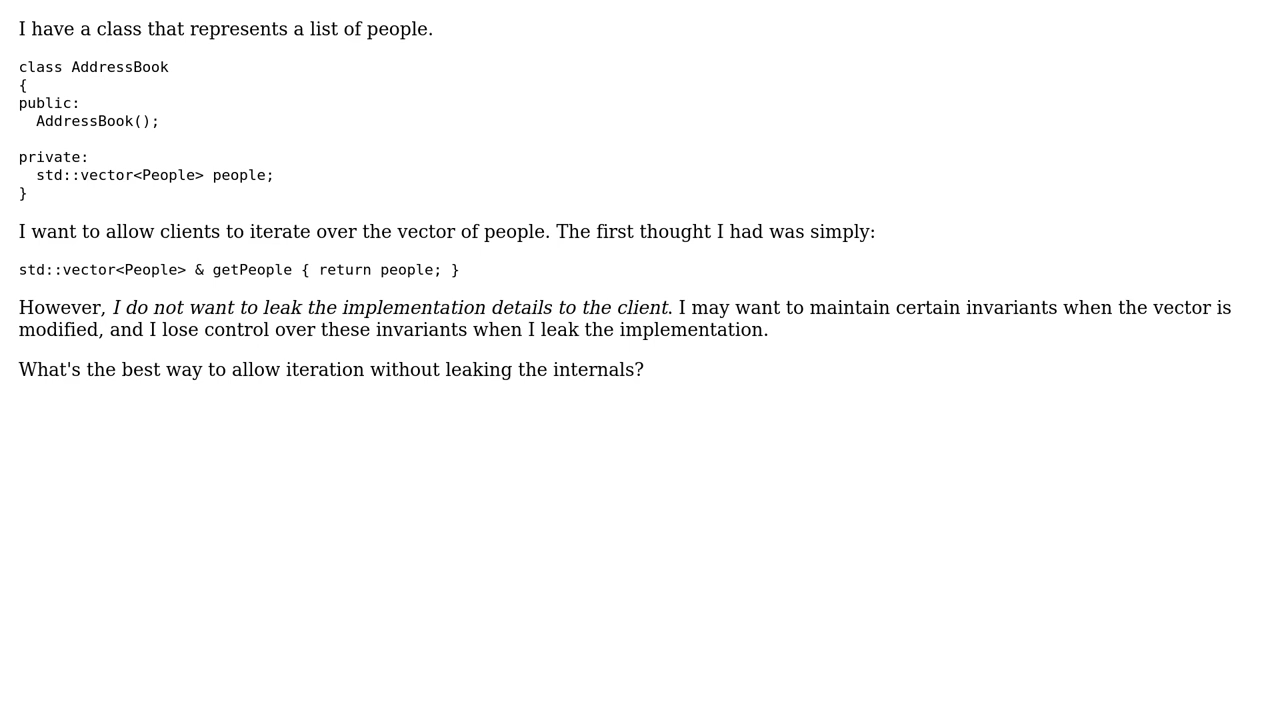 I have a class that represents a list of people.
class AddressBook
{
public:
  AddressBook();
private:
  std::vector<People> people;
}
I want to allow clients to iterate over the vector of people. The first thought I had was simply:
std::vector<People> & getPeople { return people; }
However, I do not want to leak the implementation details to the client. I may want to maintain certain invariants when the vector is
modified, and I lose control over these invariants when I leak the implementation.
What's the best way to allow iteration without leaking the internals?